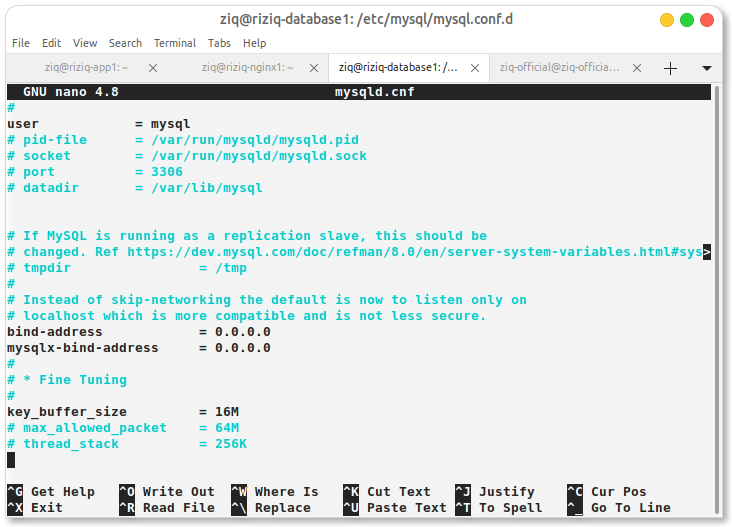 ziq@riziq-database1: /etc/mysql/mysql.conf.d
File Edit View Search Terminal Tabs Help
ziq@riziq-app1: ~ × ziq@riziq-nginx1: ~ × ziq@riziq-database1: /... × ziq-official@ziq-officia... ×
GNU nano 4.8 mysqld.cnf
#
user = mysql
# pid-file = /var/run/mysqld/mysqld.pid
# socket = /var/run/mysqld/mysqld.sock
# port = 3306
# datadir = /var/lib/mysql
# If MySQL is running as a replication slave, this should be
# changed. Ref https://dev.mysql.com/doc/refman/8.0/en/server-system-variables.html#sys>
# tmpdir = /tmp
#
# Instead of skip-networking the default is now to listen only on
# localhost which is more compatible and is not less secure.
bind-address = 0.0.0.0
mysqlx-bind-address = 0.0.0.0
#
# * Fine Tuning
#
key_buffer_size = 16M
# max_allowed_packet = 64M
# thread_stack = 256K
^G Get Help ^O Write Out ^W Where Is ^K Cut Text ^J Justify ^C Cur Pos
^X Exit ^R Read File ^\ Replace ^U Paste Text ^T To Spell ^_ Go To Line